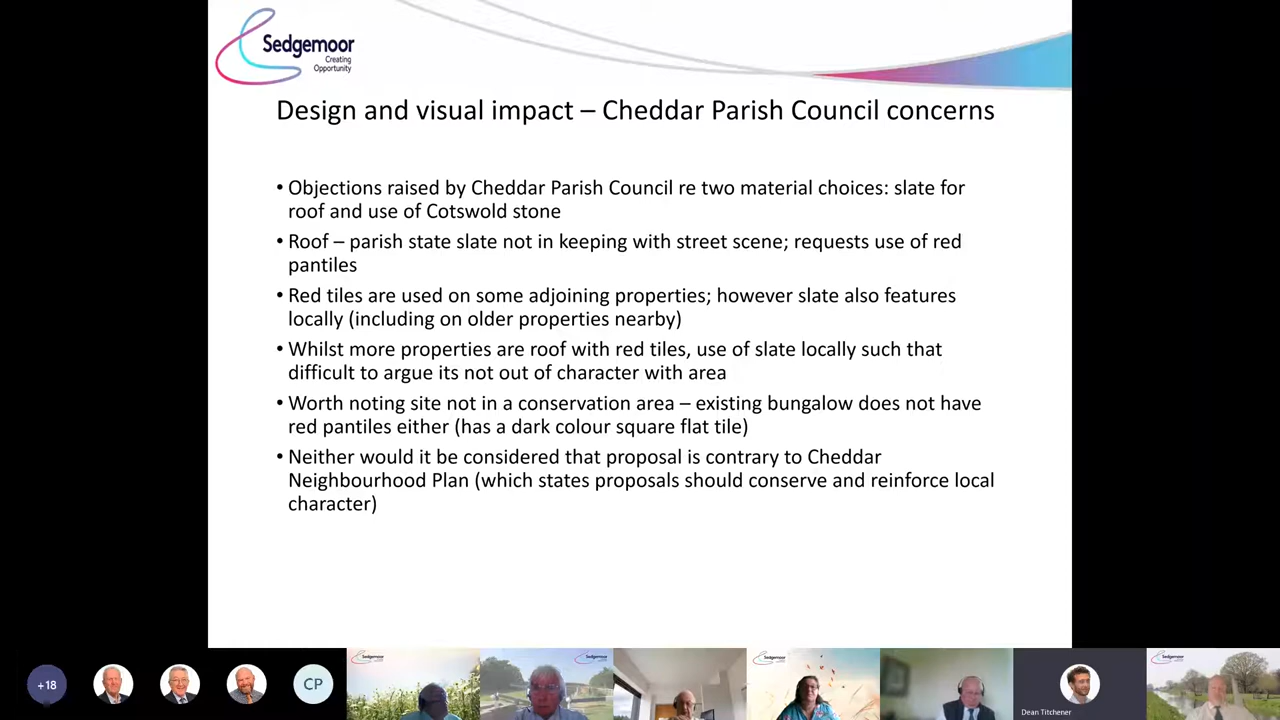 Sedgemoor
Creating
Opportunity
Design and visual impact – Cheddar Parish Council concerns
• Objections raised by Cheddar Parish Council re two material choices: slate for
roof and use of Cotswold stone
• Roof – parish state slate not in keeping with street scene; requests use of red
pantiles
• Red tiles are used on some adjoining properties; however slate also features
locally (including on older properties nearby)
• Whilst more properties are roof with red tiles, use of slate locally such that
difficult to argue its not out of character with area
• Worth noting site not in a conservation area – existing bungalow does not have
red pantiles either (has a dark colour square flat tile)
• Neither would it be considered that proposal is contrary to Cheddar
Neighbourhood Plan (which states proposals should conserve and reinforce local
character)
+18
CP
Sedgemoor
Sedgemoor
Sedgemoor
Dean Titchener
Sedgemoor